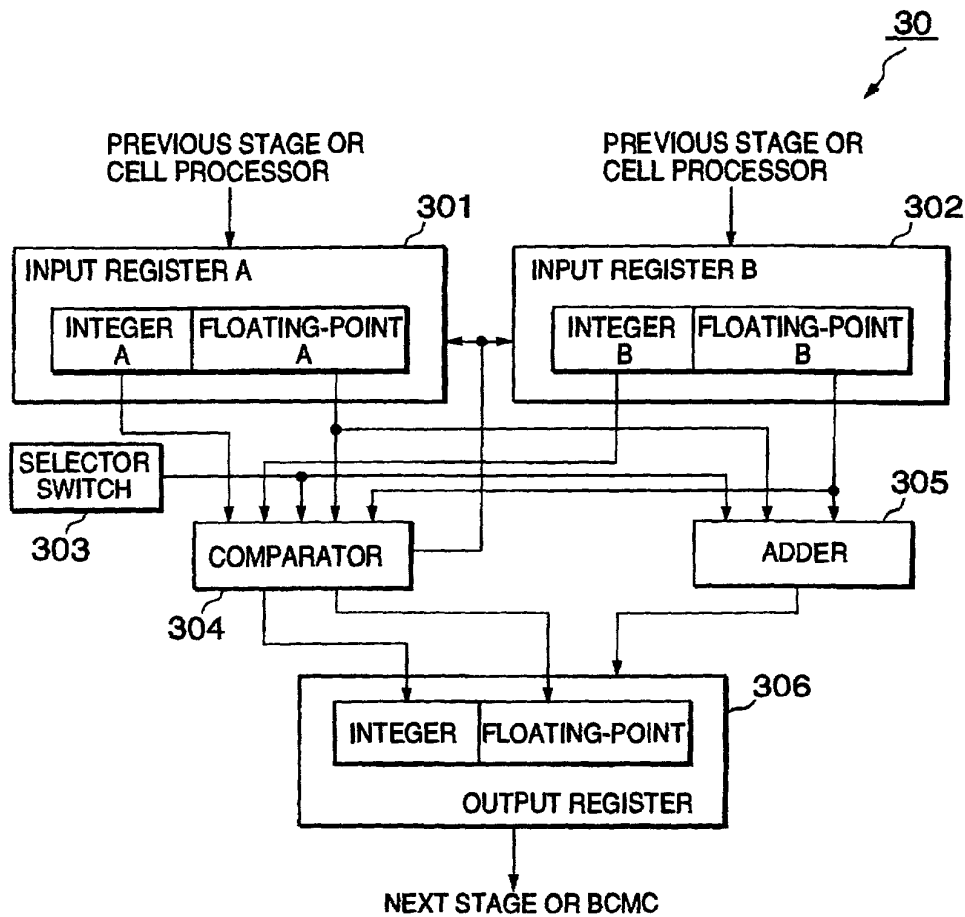 30
PREVIOUS STAGE OR
CELL PROCESSOR
PREVIOUS STAGE OR
CELL PROCESSOR
301
302
INPUT REGISTER A
INPUT REGISTER B
INTEGER
A
FLOATING-POINT
A
INTEGER
B
FLOATING-POINT
B
SELECTOR
SWITCH
303
305
COMPARATOR
ADDER
304
306
INTEGER
FLOATING-POINT
OUTPUT REGISTER
NEXT STAGE OR BCMC